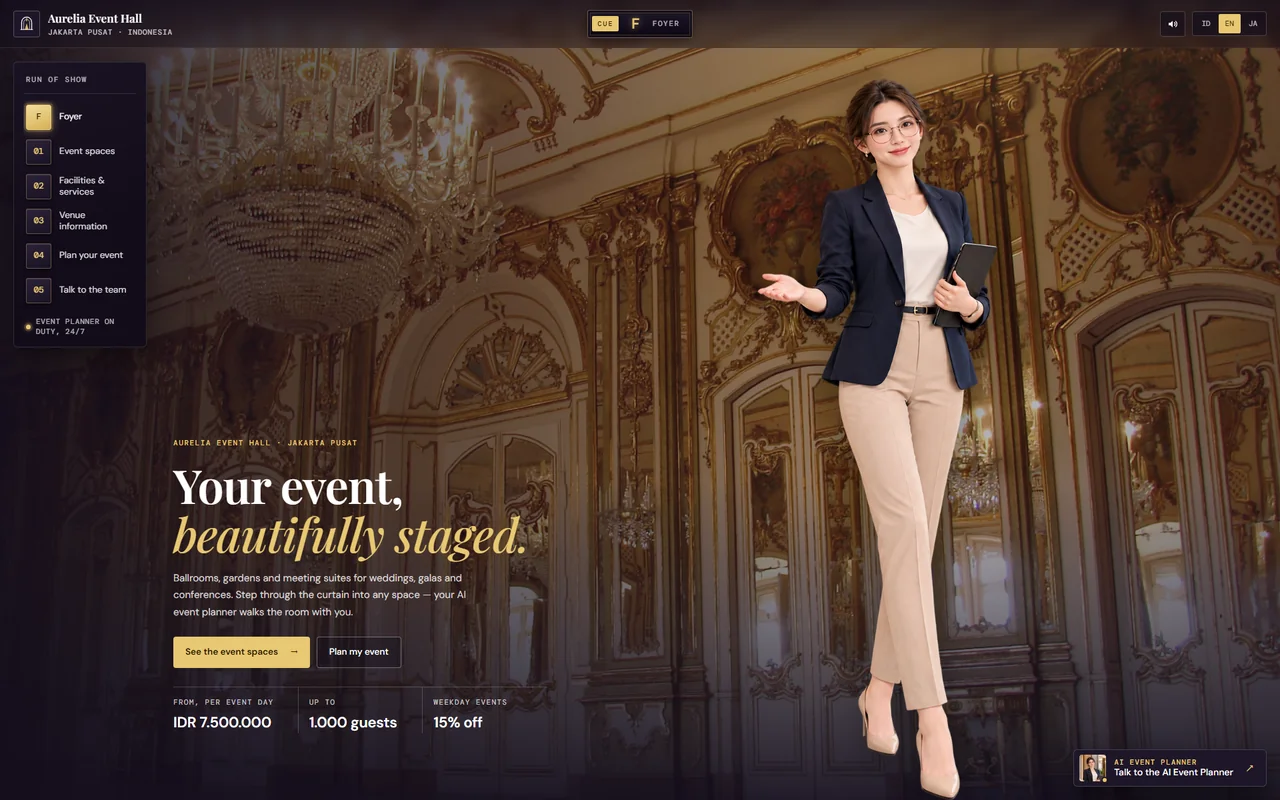 Aurelia Event Hall
JAKARTA PUSAT · INDONESIA
CUE F FOYER
ID EN JA
RUN OF SHOW
F Foyer
01 Event spaces
02 Facilities &
services
03 Venue
information
04 Plan your event
05 Talk to the team
EVENT PLANNER ON
DUTY, 24/7
AURELIA EVENT HALL · JAKARTA PUSAT
Your event,
beautifully staged.
Ballrooms, gardens and meeting suites for weddings, galas and
conferences. Step through the curtain into any space — your AI
event planner walks the room with you.
See the event spaces →
Plan my event
FROM, PER EVENT DAY
IDR 7.500.000
UP TO
1.000 guests
WEEKDAY EVENTS
15% off
AI EVENT PLANNER
Talk to the AI Event Planner ↗